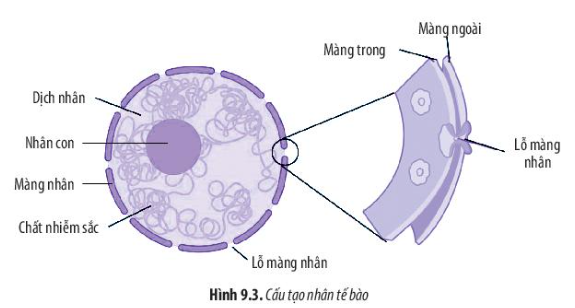 Màng ngoài
Màng trong
Dịch nhân
Nhân con
Lỗ màng
nhân
Màng nhân
Chất nhiễm sắc
Lỗ màng nhân
Hình 9.3. Cấu tạo nhân tế bào